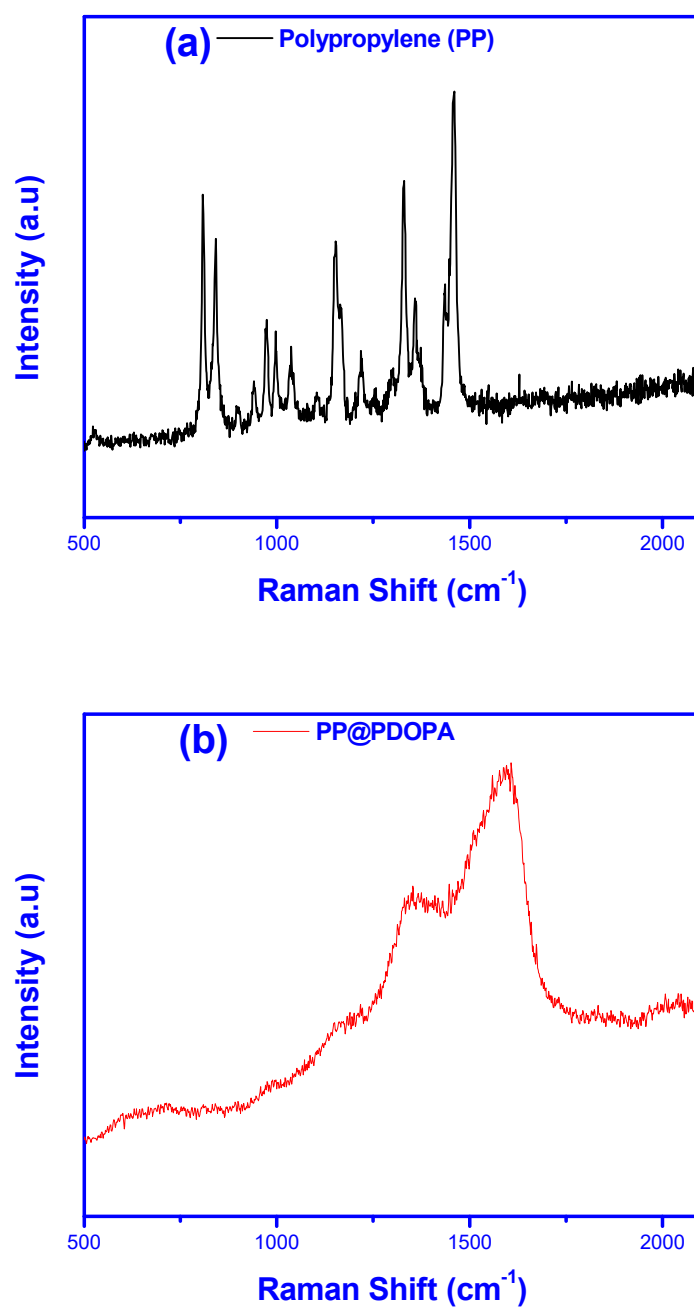 (a) Polypropylene (PP)
Intensity (a.u)
500 1000 1500 2000
Raman Shift (cm⁻¹)
(b) PP@PDOPA
Intensity (a.u)
500 1000 1500 2000
Raman Shift (cm⁻¹)